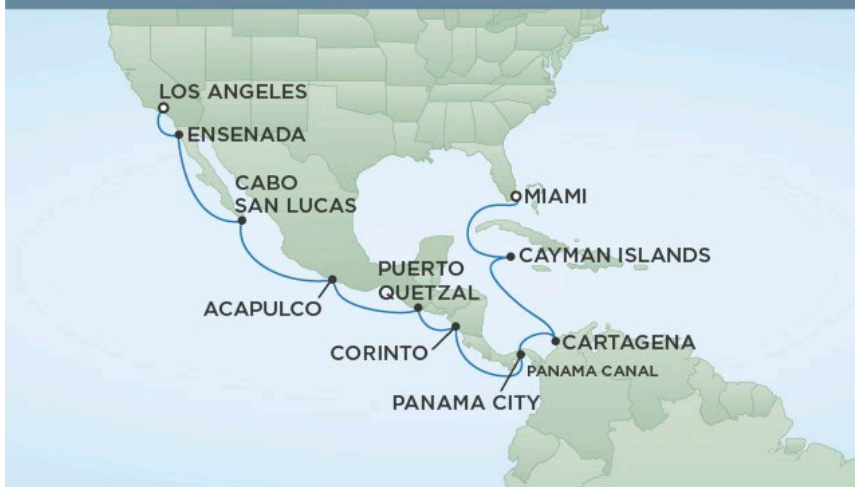 LOS ANGELES
ENSENADA
CABO
SAN LUCAS
MIAMI
CAYMAN ISLANDS
PUERTO
QUETZAL
ACAPULCO
CORINTO
CARTAGENA
PANAMA CANAL
PANAMA CITY